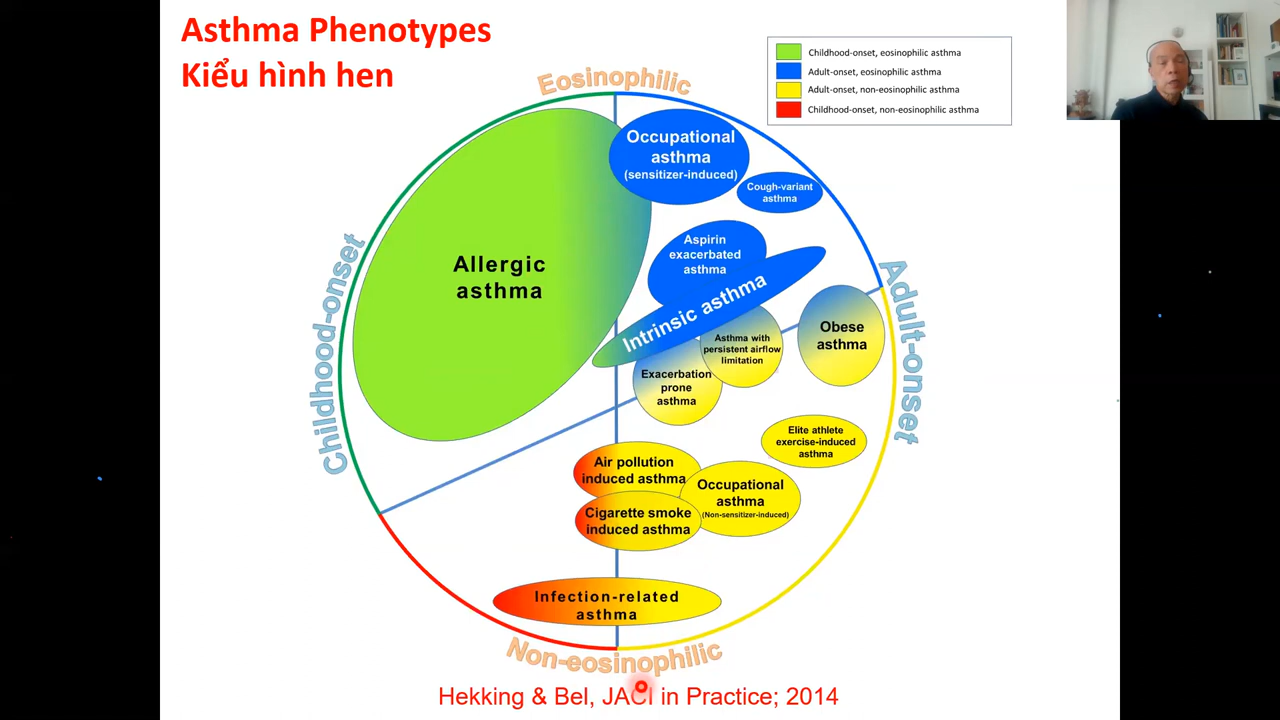 Asthma Phenotypes
Kiểu hình hen
Eosinophilic
Childhood-onset, eosinophilic asthma
Adult-onset, eosinophilic asthma
Adult-onset, non-eosinophilic asthma
Childhood-onset, non-eosinophilic asthma
Childhood-onset
Adult-onset
Allergic
asthma
Occupational
asthma
(sensitizer-induced)
Cough-variant
asthma
Aspirin
exacerbated
asthma
Intrinsic asthma
Asthma with
persistent airflow
limitation
Obese
asthma
Exacerbation
prone
asthma
Elite athlete
exercise-induced
asthma
Air pollution
induced asthma
Occupational
asthma
(Non-sensitizer-induced)
Cigarette smoke
induced asthma
Infection-related
asthma
Non-eosinophilic
Hekking & Bel, JACI in Practice; 2014